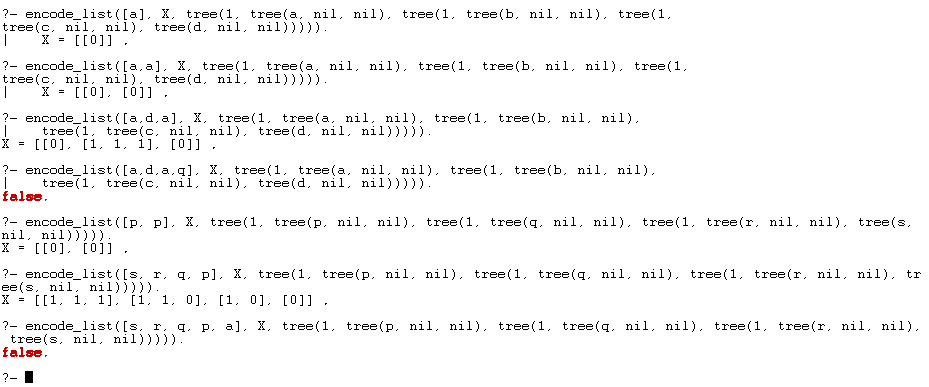 ?- encode_list([a], X, tree(1, tree(a, nil, nil), tree(1, tree(b, nil, nil), tree(1,
tree(c, nil, nil), tree(d, nil, nil))))).
|    X = [[0]] ,
?- encode_list([a,a], X, tree(1, tree(a, nil, nil), tree(1, tree(b, nil, nil), tree(1,
tree(c, nil, nil), tree(d, nil, nil))))).
|    X = [[0], [0]] ,
?- encode_list([a,d,a], X, tree(1, tree(a, nil, nil), tree(1, tree(b, nil, nil),
|    tree(1, tree(c, nil, nil), tree(d, nil, nil))))).
X = [[0], [1, 1, 1], [0]] ,
?- encode_list([a,d,a,q], X, tree(1, tree(a, nil, nil), tree(1, tree(b, nil, nil),
|    tree(1, tree(c, nil, nil), tree(d, nil, nil))))).
false.
?- encode_list([p, p], X, tree(1, tree(p, nil, nil), tree(1, tree(q, nil, nil), tree(1, tree(r, nil, nil), tree(s,
nil, nil))))).
X = [[0], [0]] ,
?- encode_list([s, r, q, p], X, tree(1, tree(p, nil, nil), tree(1, tree(q, nil, nil), tree(1, tree(r, nil, nil), tr
ee(s, nil, nil))))).
X = [[1, 1, 1], [1, 1, 0], [1, 0], [0]] ,
?- encode_list([s, r, q, p, a], X, tree(1, tree(p, nil, nil), tree(1, tree(q, nil, nil), tree(1, tree(r, nil, nil),
tree(s, nil, nil))))).
false.
?-